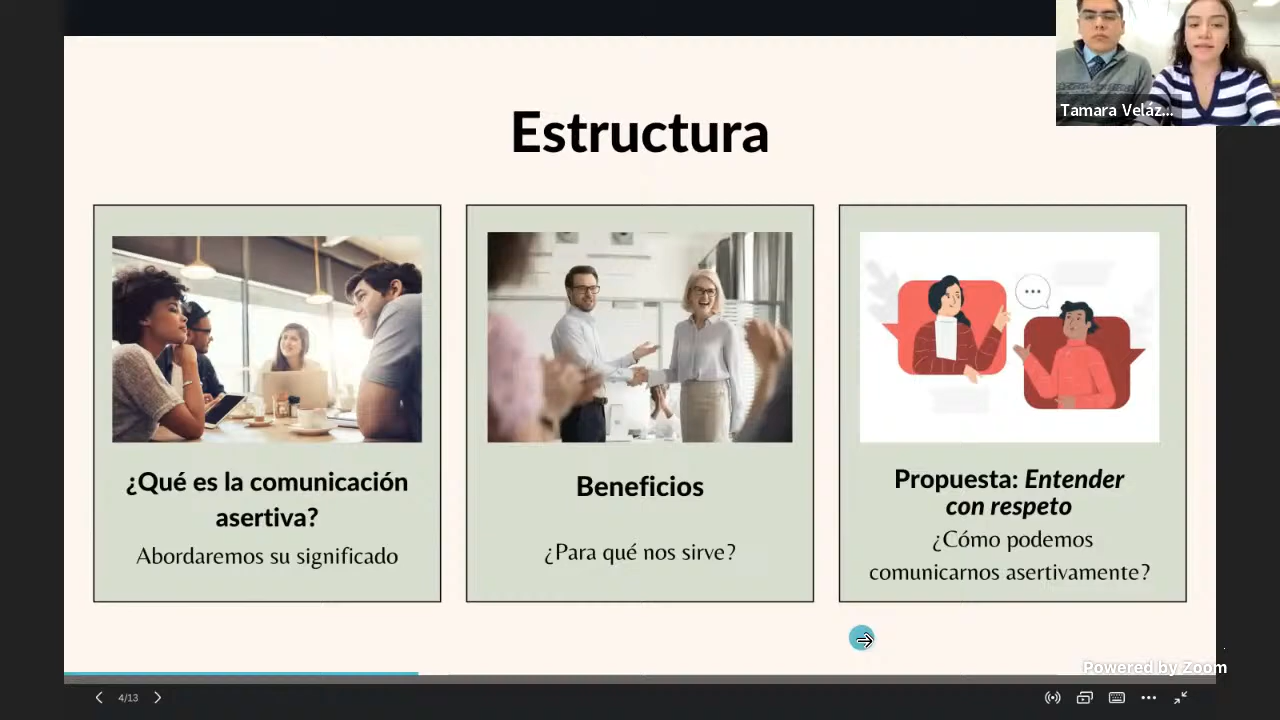 Tamara Veláz...
Estructura
¿Qué es la comunicación
asertiva?
Abordaremos su significado
Beneficios
¿Para qué nos sirve?
Propuesta: Entender
con respeto
¿Cómo podemos
comunicarnos asertivamente?
Powered by Zoom
4/13